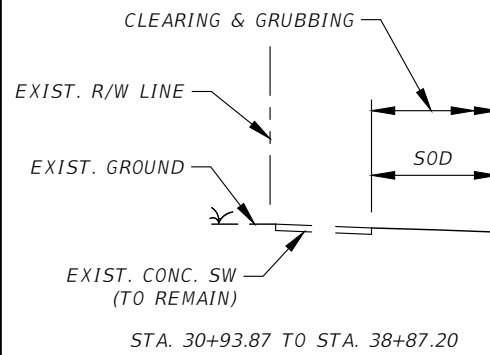 CLEARING & GRUBBING
EXIST. R/W LINE
EXIST. GROUND
SOD
EXIST. CONC. SW
(TO REMAIN)
STA. 30+93.87 TO STA. 38+87.20